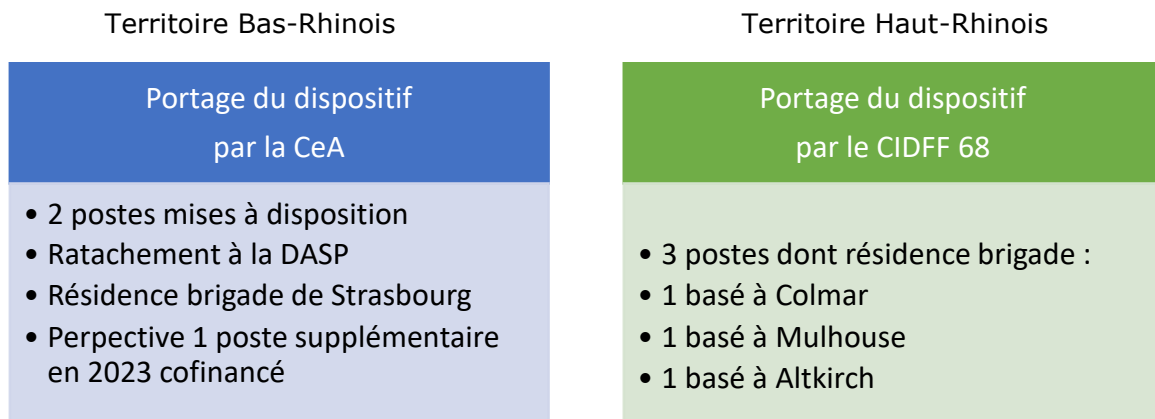 Territoire Bas-Rhinois
Portage du dispositif
par la CeA
• 2 postes mises à disposition
• Ratachement à la DASP
• Résidence brigade de Strasbourg
• Perpective 1 poste supplémentaire
en 2023 cofinancé
Territoire Haut-Rhinois
Portage du dispositif
par le CIDFF 68
• 3 postes dont résidence brigade :
• 1 basé à Colmar
• 1 basé à Mulhouse
• 1 basé à Altkirch